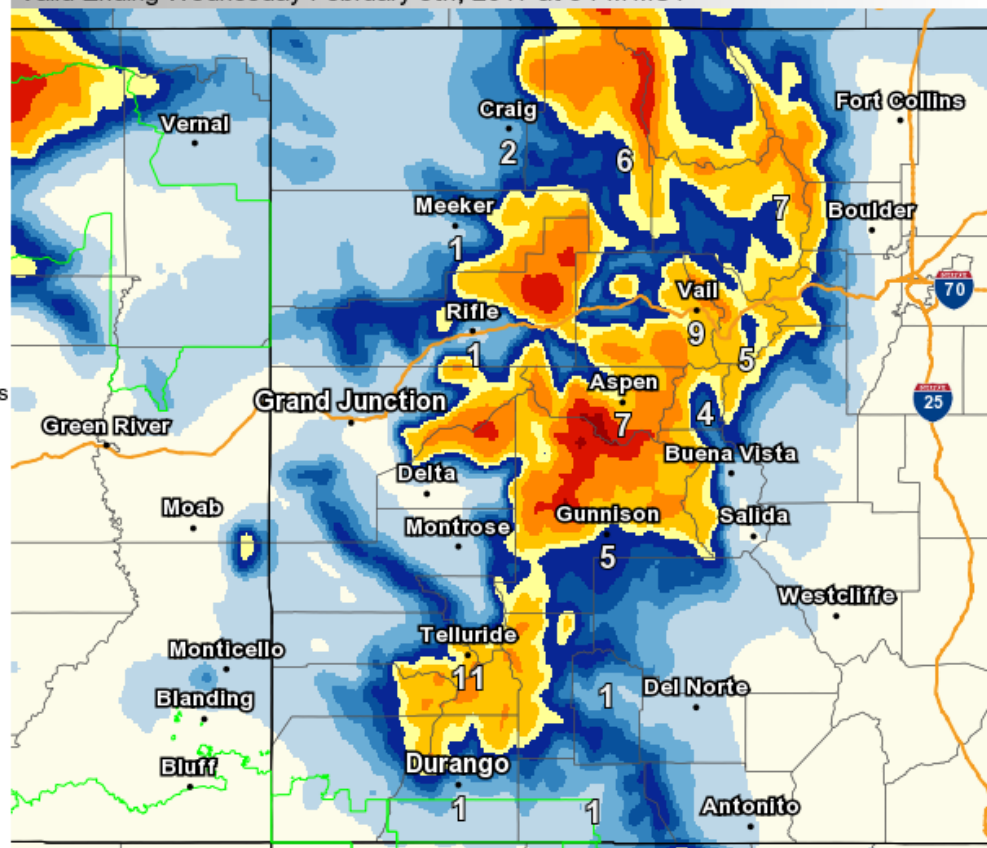 Craig
Fort Collins
Vernal
2
6
Meeker
7
Boulder
1
INTERSTATE
70
Vail
Rifle
9
1
5
Aspen
Grand Junction
s
INTERSTATE
25
4
7
Green River
Buena Vista
Delta
Moab
Gunnison
Salida
Montrose
5
Westcliffe
Telluride
Monticello
11
Del Norte
1
Blanding
Durango
Bluff
1
1
Antonito